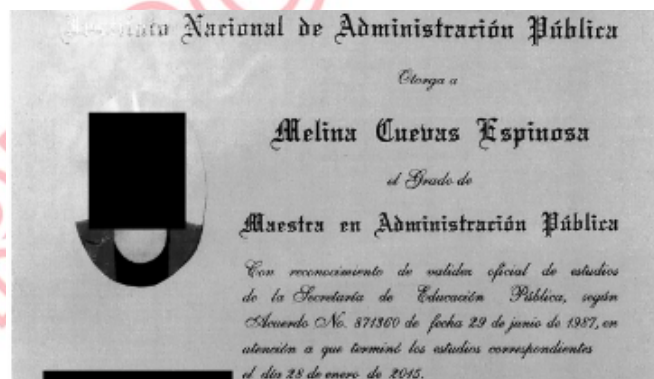 Instituto Nacional de Administración Pública
Otorga a
Melina Cuevas Espinosa
el Grado de
Maestra en Administración Pública
Con reconocimiento de validez oficial de estudios
de la Secretaría de Educación Pública, según
Acuerdo No. 871360 de fecha 29 de junio de 1987, en
atención a que terminó los estudios correspondientes
el día 28 de enero de 2015.